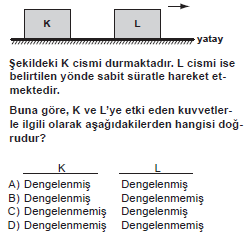 K L
yatay
Şekildeki K cismi durmaktadır. L cismi ise
belirtilen yönde sabit süratle hareket et-
mektedir.
Buna göre, K ve L'ye etki eden kuvvetler-
le ilgili olarak aşağıdakilerden hangisi doğ-
rudur?
K L
A) Dengelenmiş Dengelenmiş
B) Dengelenmiş Dengelenmemiş
C) Dengelenmemiş Dengelenmiş
D) Dengelenmemiş Dengelenmemiş